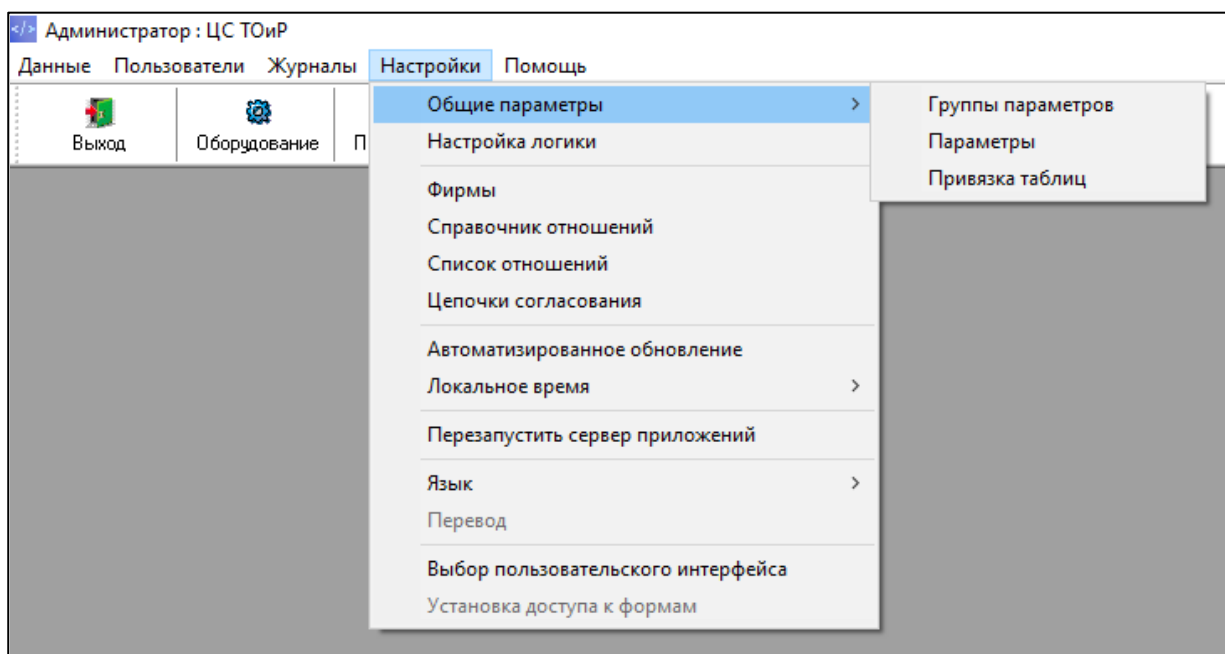 Администратор : ЦС ТОиР
Данные Пользователи Журналы Настройки Помощь
Выход Оборудование П
Общие параметры
Настройка логики
Фирмы
Справочник отношений
Список отношений
Цепочки согласования
Автоматизированное обновление
Локальное время
Перезапустить сервер приложений
Язык
Перевод
Выбор пользовательского интерфейса
Установка доступа к формам
Группы параметров
Параметры
Привязка таблиц